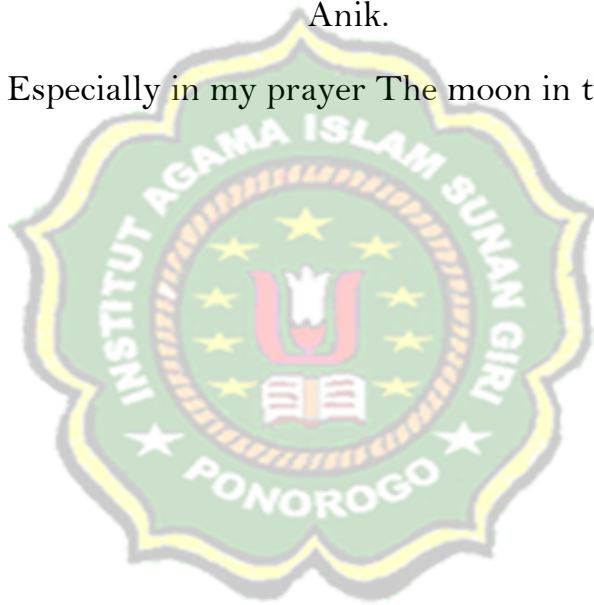 Anik.
Especially in my prayer The moon in t
INSTITUT AGAMA ISLAM SUNAN GIRI
PONOROGO